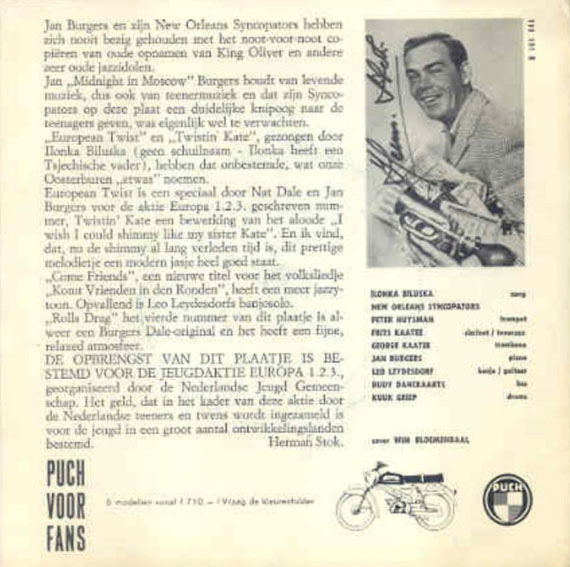 Jan Burgers en zijn New Orleans Syncopators hebben
zich nooit bezig gehouden met het noot-voor-noot co-
piëren van oude opnamen van King Oliver en andere
zeer oude jazzidolen.
Jan „Midnight in Moscow" Burgers houdt van levende
muziek, dus ook van teenermuziek en dat zijn Synco-
pators op deze plaat een duidelijke knipoog naar de
teenagers geven, was eigenlijk wel te verwachten.
„European Twist" en „Twistin' Kate", gezongen door
Ilonka Biluska (geen schuilnaam - Ilonka heeft een
Tsjechische vader), hebben dat onbestemde, wat onze
Oosterburen „etwas" noemen.
European Twist is een speciaal door Nat Dale en Jan
Burgers voor de aktie Europa 1.2.3. geschreven num-
mer, Twistin' Kate een bewerking van het aloude „I
wish I could shimmy like my sister Kate". En ik vind,
dat, nu de shimmy al lang verleden tijd is, dit prettige
melodietje een modern jasje heel goed staat.
„Come Friends", een nieuwe titel voor het volksliedje
„Komt Vrienden in den Ronden", heeft een meer jazzy-
toon. Opvallend is Leo Leydesdorfs banjosolo.
„Rolls Drag" het vierde nummer van dit plaatje is al-
weer een Burgers Dale-original en het heeft een fijne,
relaxed atmosfeer.
DE OPBRENGST VAN DIT PLAATJE IS BE-
STEMD VOOR DE JEUGDAKTIE EUROPA 1.2.3.,
georganiseerd door de Nederlandse Jeugd Gemeen-
schap. Het geld, dat in het kader van deze aktie door
de Nederlandse teeners en twens wordt ingezameld is
voor de jeugd in een groot aantal ontwikkelingslanden
bestemd. Herman Stok.
ILONKA BILUSKA zang
NEW ORLEANS SYNCOPATORS
PETER HUYSMAN trompet
FRITS KAATEE clarinet / tenorsax
GEORGE KAATEE trombone
JAN BURGERS piano
LEO LEYDESDORF banjo / guitaar
RUDY DANCKAARTS bas
HUUK GRIEP drums
cover WIM BLOEMENDAAL
PUCH
VOOR
FANS
6 modellen vanaf f 710.— / Vraag de kleurenfolder
PUCH